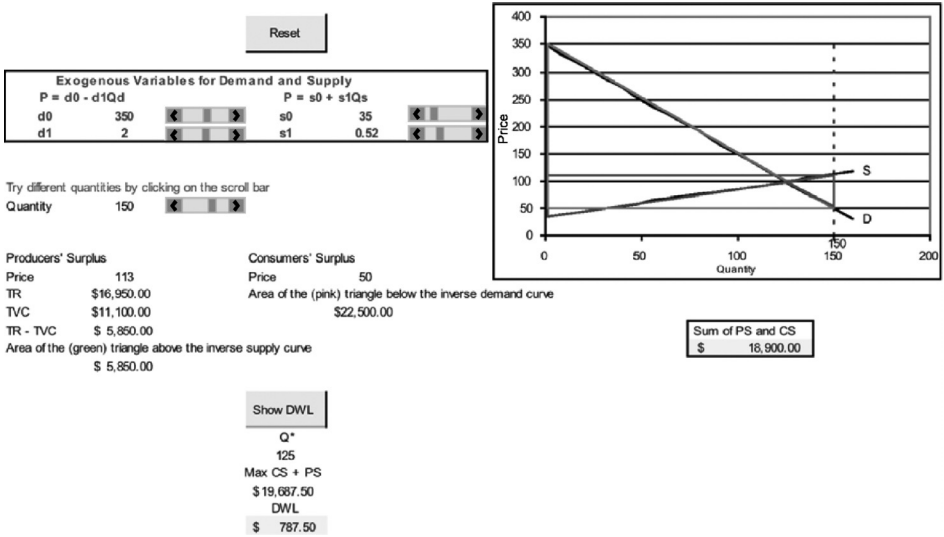 Reset
Exogenous Variables for Demand and Supply
P = d0 - d1Qd P = s0 + s1Qs
d0 350 s0 35
d1 2 s1 0.52
Try different quantities by clicking on the scroll bar
Quantity 150
Producers' Surplus Consumers' Surplus
Price 113 Price 50
TR $16,950.00 Area of the (pink) triangle below the inverse demand curve
TVC $11,100.00 $22,500.00
TR - TVC $ 5,850.00
Area of the (green) triangle above the inverse supply curve
$ 5,850.00
Show DWL
Q*
125
Max CS + PS
$19,687.50
DWL
$ 787.50
400
350
300
250
200
150
100
50
0
Price
S
D
150
0 50 100 150 200
Quantity
Sum of PS and CS
$ 18,900.00